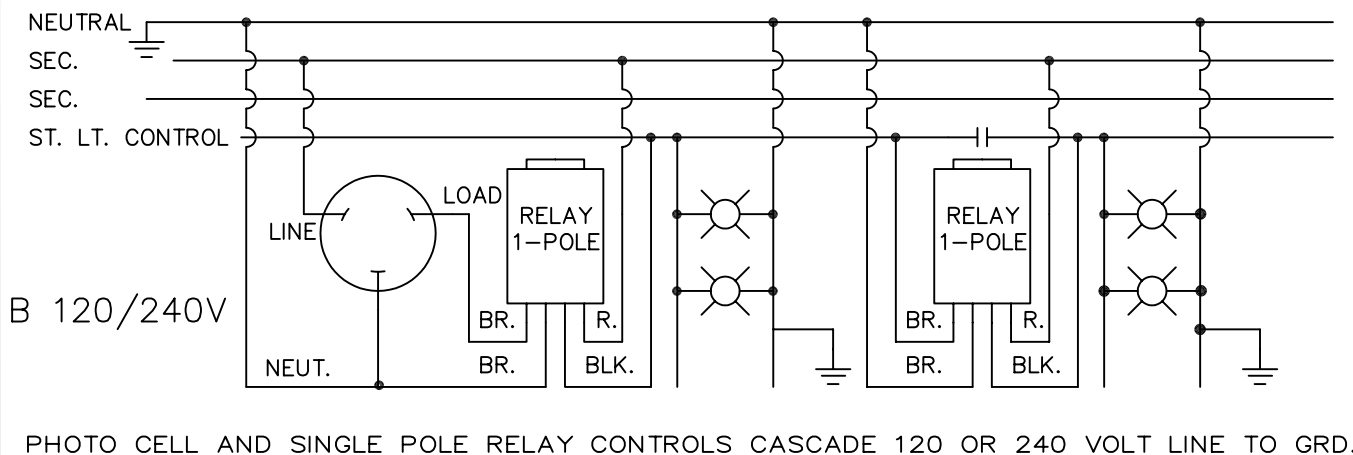 NEUTRAL
SEC.
SEC.
ST. LT. CONTROL
LOAD
LINE
RELAY
1-POLE
RELAY
1-POLE
B 120/240V
BR.
R.
BR.
R.
NEUT.
BR.
BLK.
BR.
BLK.
PHOTO CELL AND SINGLE POLE RELAY CONTROLS CASCADE 120 OR 240 VOLT LINE TO GRD.